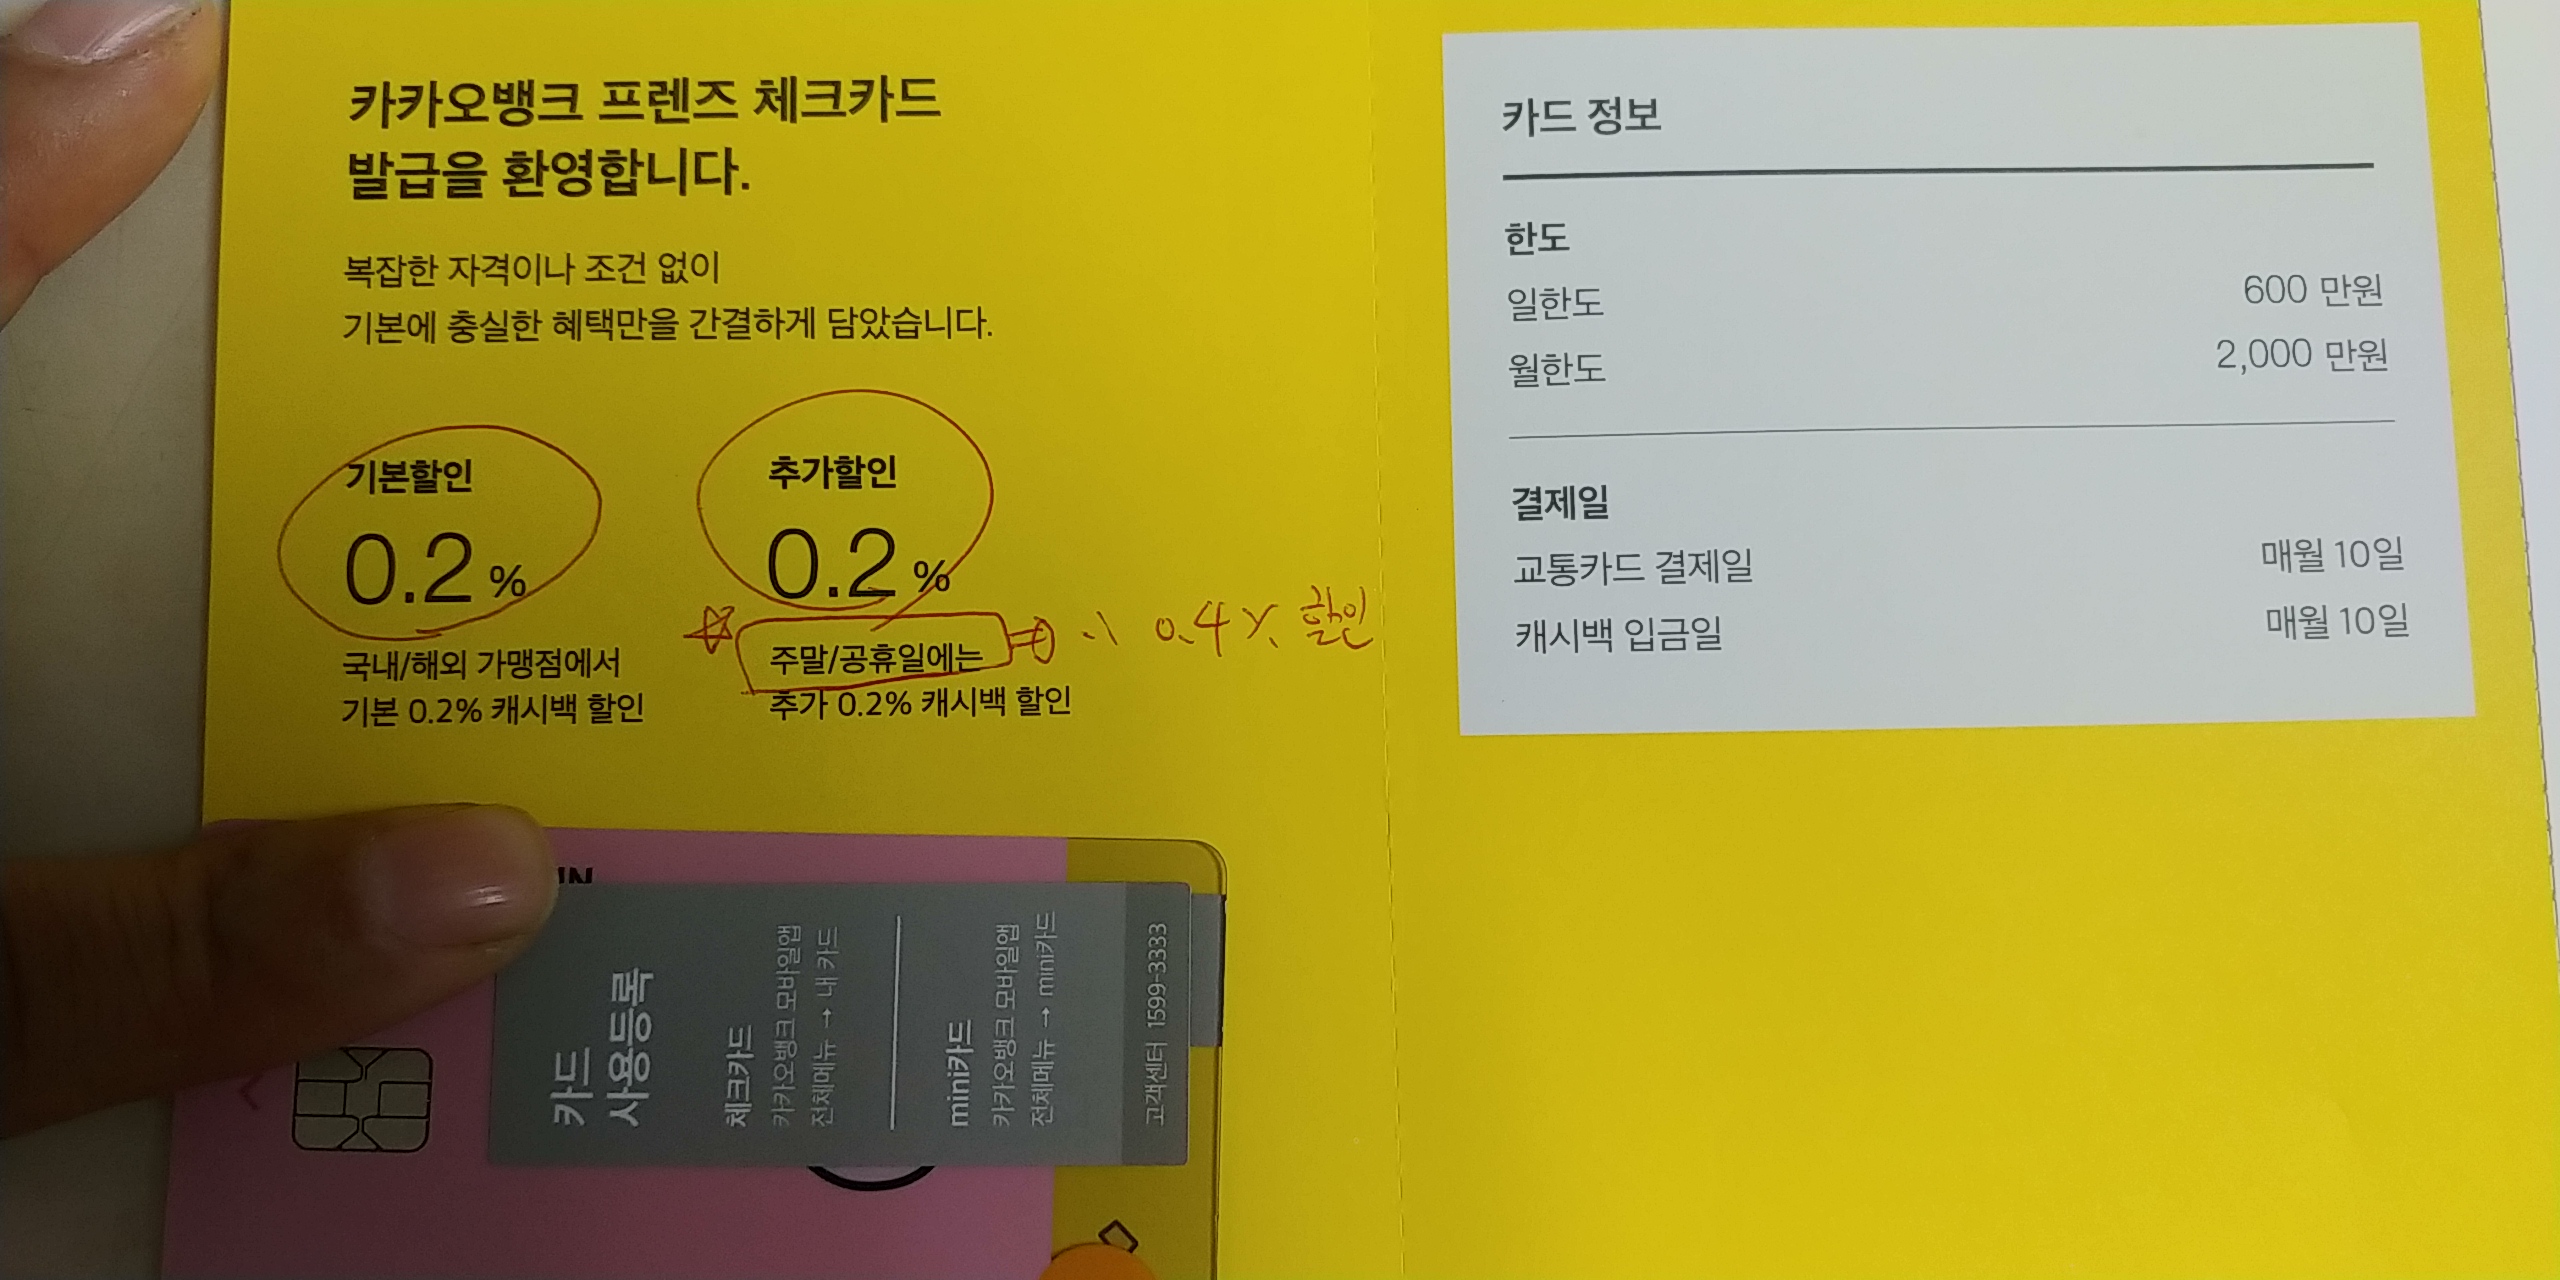 카카오뱅크 프렌즈 체크카드
발급을 환영합니다.
복잡한 자격이나 조건 없이
기본에 충실한 혜택만을 간결하게 담았습니다.
기본할인
0.2 %
국내/해외 가맹점에서
기본 0.2% 캐시백 할인
추가할인
0.2 %
주말/공휴일에는
추가 0.2% 캐시백 할인
0.4% 할인
카드 정보
한도
일한도 600 만원
월한도 2,000 만원
결제일
교통카드 결제일 매월 10일
캐시백 입금일 매월 10일
카드
사용등록
체크카드
카카오뱅크 모바일앱
전체메뉴 → 내 카드
mini카드
카카오뱅크 모바일앱
전체메뉴 → mini카드
고객센터 1599-3333